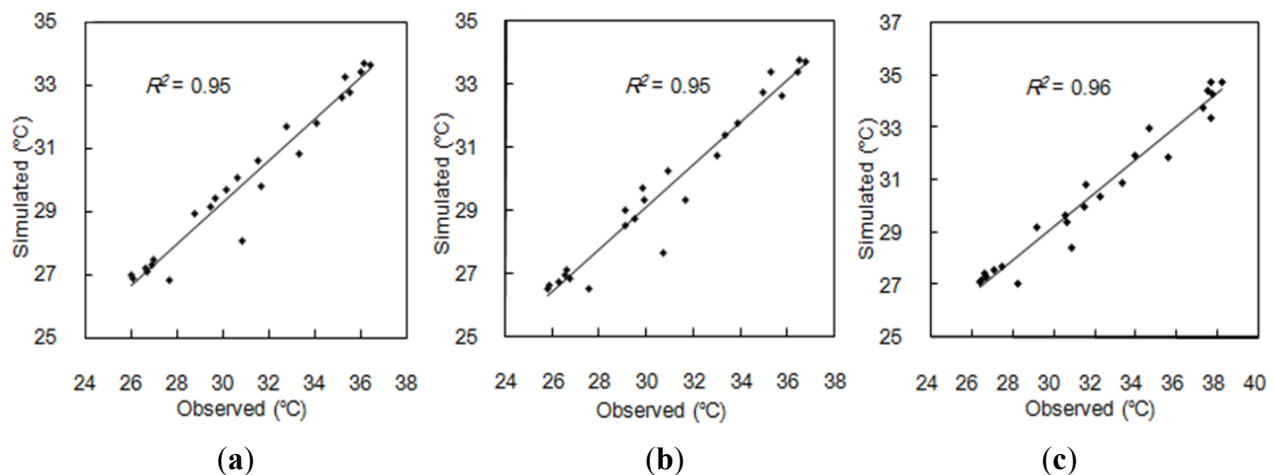 35
33
31
29
27
25
Simulated (°C)
R² = 0.95
24 26 28 30 32 34 36 38
Observed (°C)
(a)
35
33
31
29
27
25
Simulated (°C)
R² = 0.95
24 26 28 30 32 34 36 38
Observed (°C)
(b)
35
33
31
29
27
25
Simulated (°C)
R² = 0.96
24 26 28 30 32 34 36 38 40
Observed (°C)
(c)